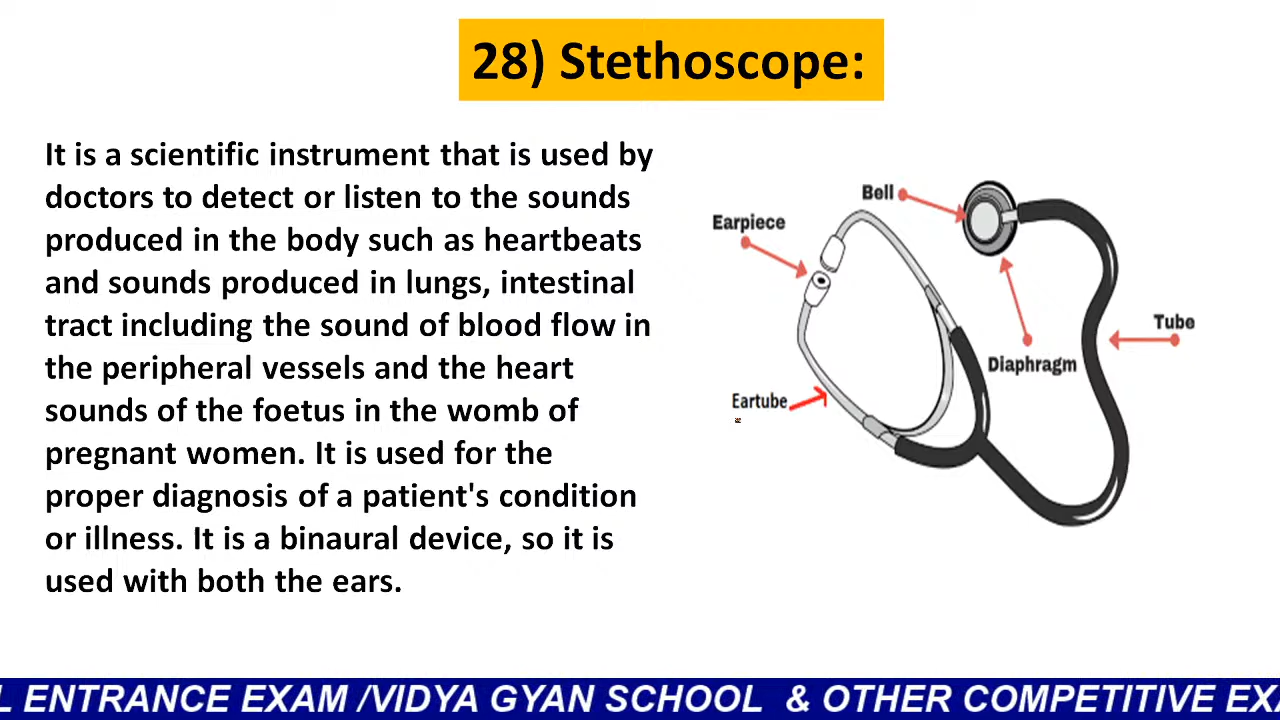 28) Stethoscope:
It is a scientific instrument that is used by
doctors to detect or listen to the sounds
produced in the body such as heartbeats
and sounds produced in lungs, intestinal
tract including the sound of blood flow in
the peripheral vessels and the heart
sounds of the foetus in the womb of
pregnant women. It is used for the
proper diagnosis of a patient's condition
or illness. It is a binaural device, so it is
used with both the ears.
Bell
Earpiece
Tube
Diaphragm
Eartube
L ENTRANCE EXAM /VIDYA GYAN SCHOOL & OTHER COMPETITIVE EXA